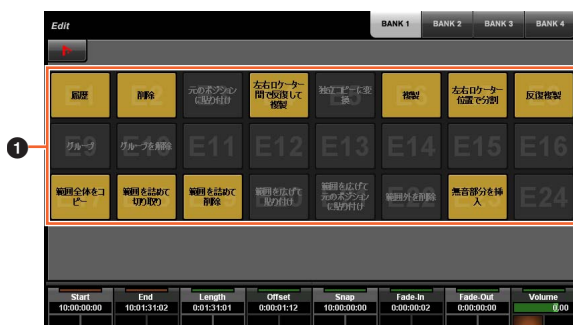 Edit
BANK 1 BANK 2 BANK 3 BANK 4
履歴 削除 元のポジションに貼り付け 左右ロケーター間で反復して複製 独立コピーに変換 複製 左右ロケーター位置で分割 反復複製
グループ グループを解除 E11 E12 E13 E14 E15 E16
範囲全体をコピー 範囲を詰めて切り取り 範囲を詰めて削除 範囲を広げて貼り付け 範囲を広げて元のポジションに貼り付け 範囲外を削除 無音部分を挿入 E24
1
Start End Length Offset Snap Fade-In Fade-Out Volume
10:00:00:00 10:01:31:02 0:01:31:01 0:00:01:12 10:00:00:00 0:00:00:02 0:00:00:00 0.00